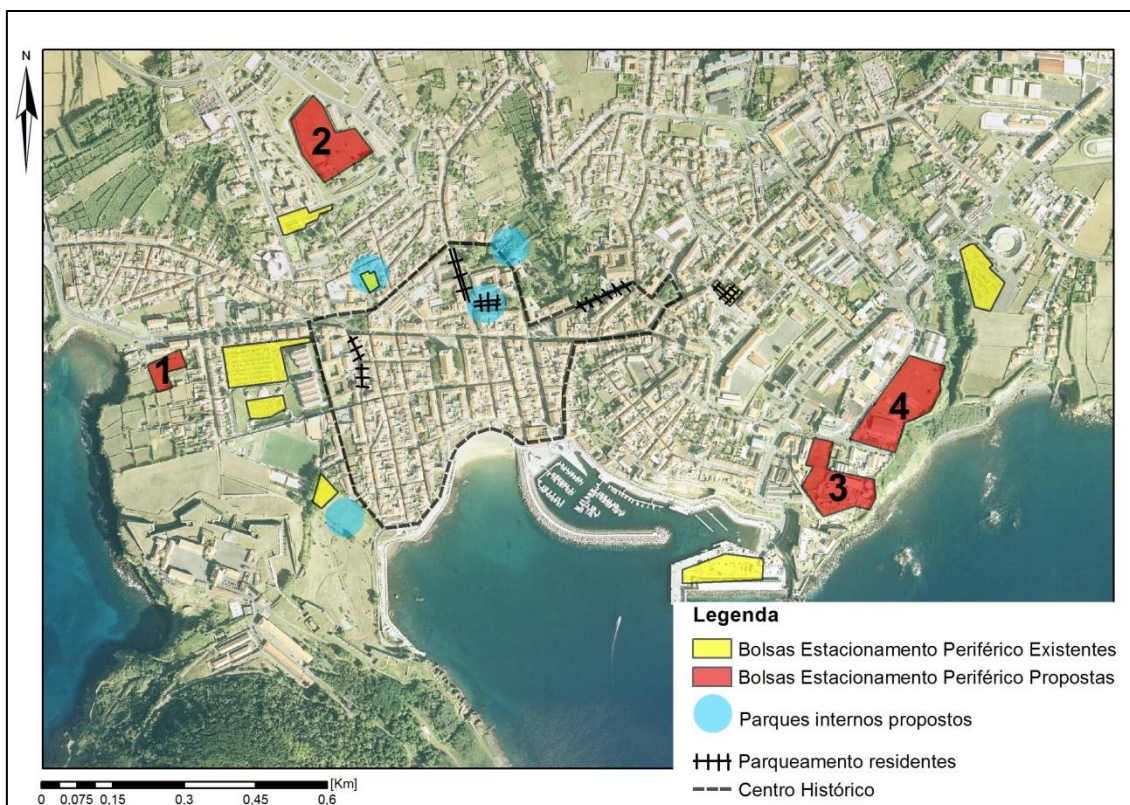 N
2
1
4
3
Legenda
Bolsas Estacionamento Periférico Existentes
Bolsas Estacionamento Periférico Propostas
Parques internos propostos
Parqueamento residentes
Centro Histórico
[Km]
0 0,075 0,15 0,3 0,45 0,6